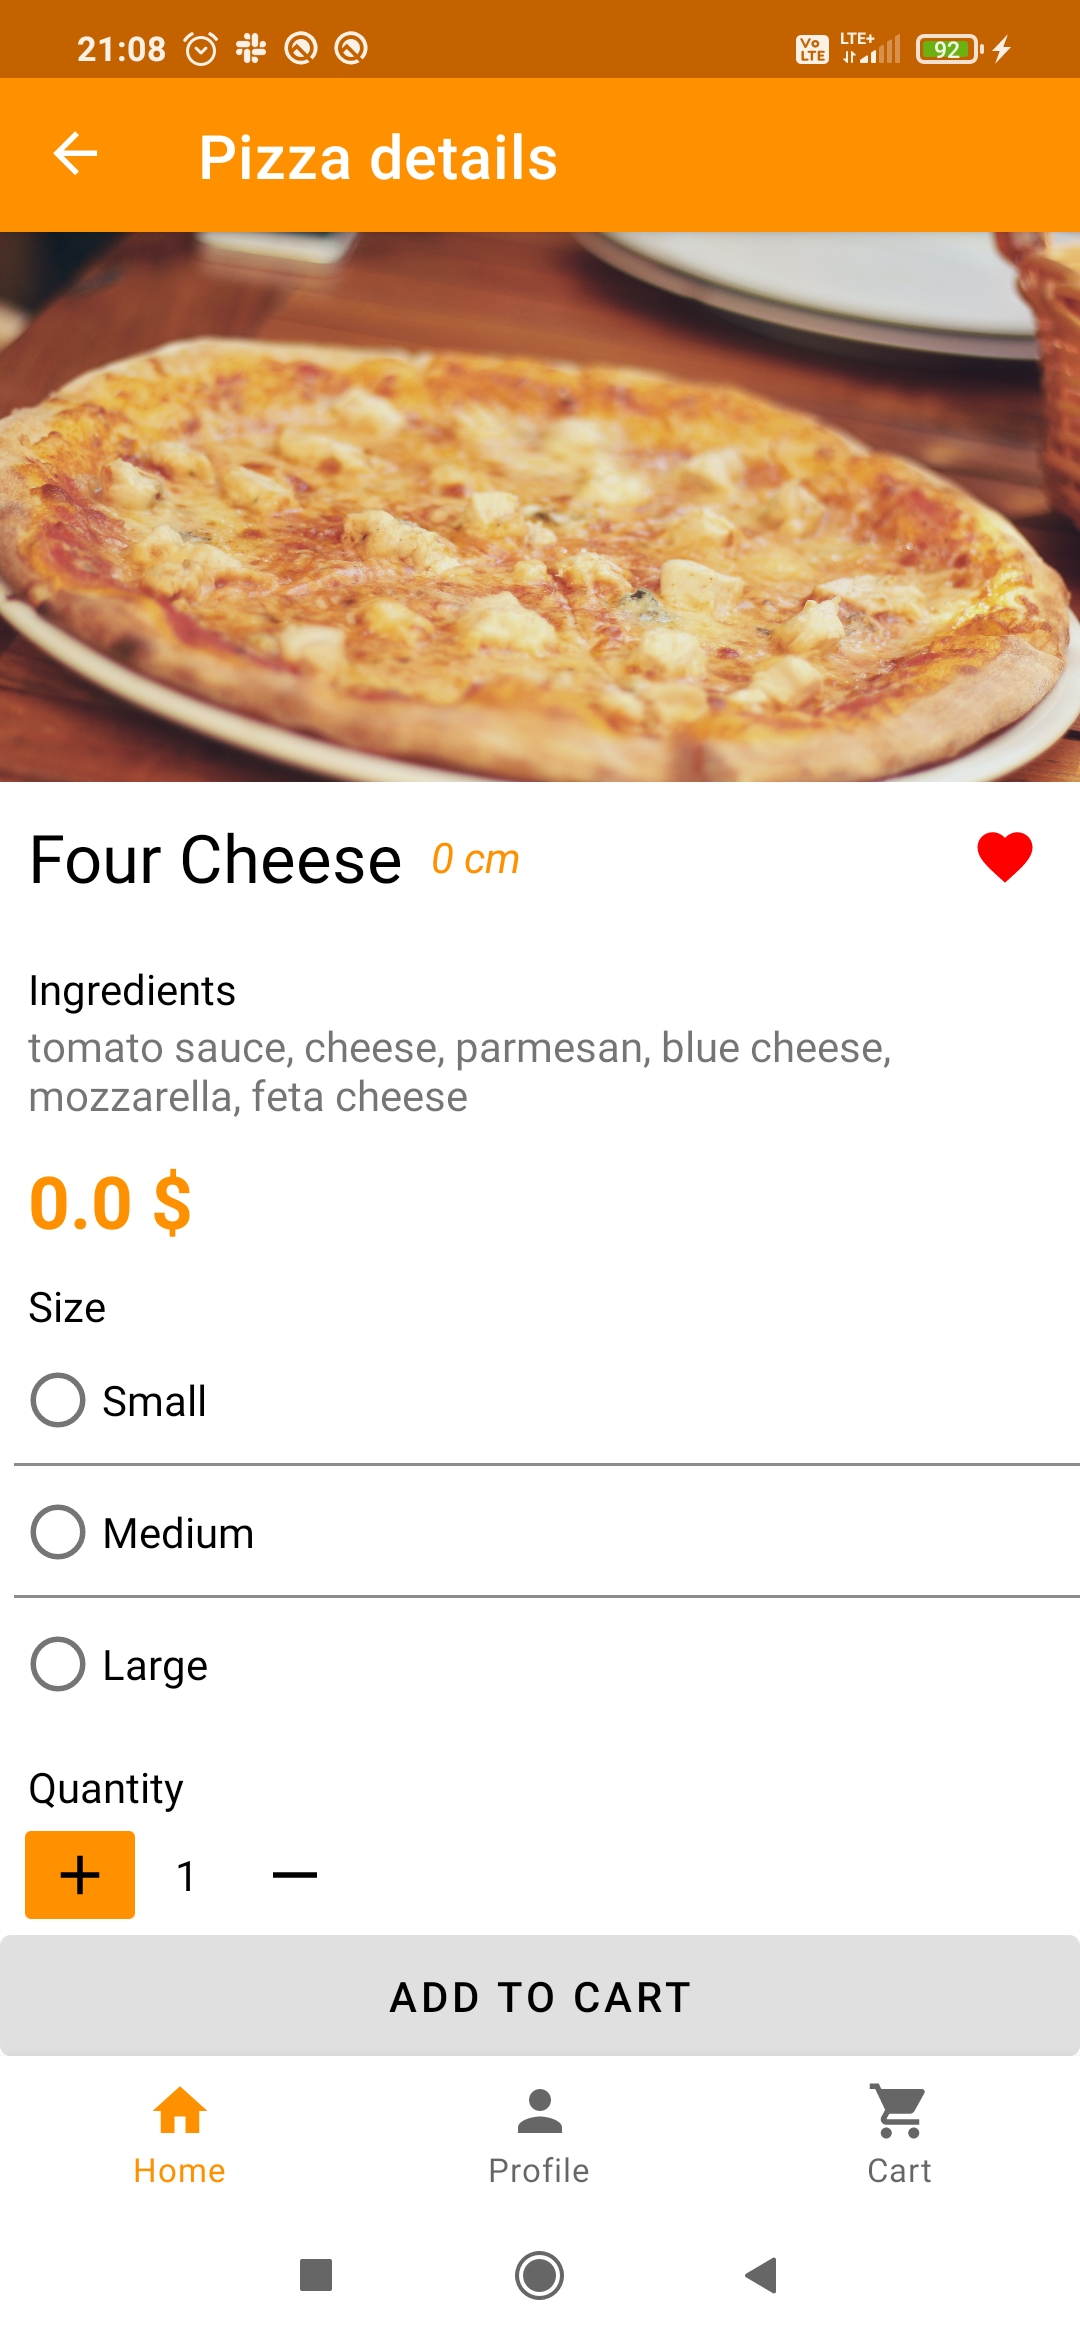 21:08 Vo LTE LTE+ 92
Pizza details
Four Cheese 0 cm
Ingredients
tomato sauce, cheese, parmesan, blue cheese,
mozzarella, feta cheese
0.0 $
Size
Small
Medium
Large
Quantity
+ 1 —
ADD TO CART
Home Profile Cart